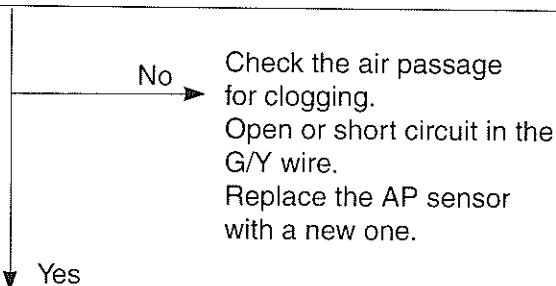 No
Check the air passage
for clogging.
Open or short circuit in the
G/Y wire.
Replace the AP sensor
with a new one.
Yes